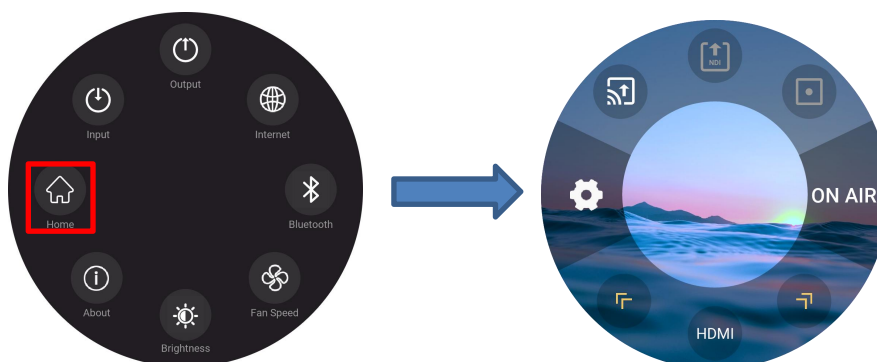 Output
Input
Internet
Home
Bluetooth
About
Fan Speed
Brightness
NDI
ON AIR
HDMI